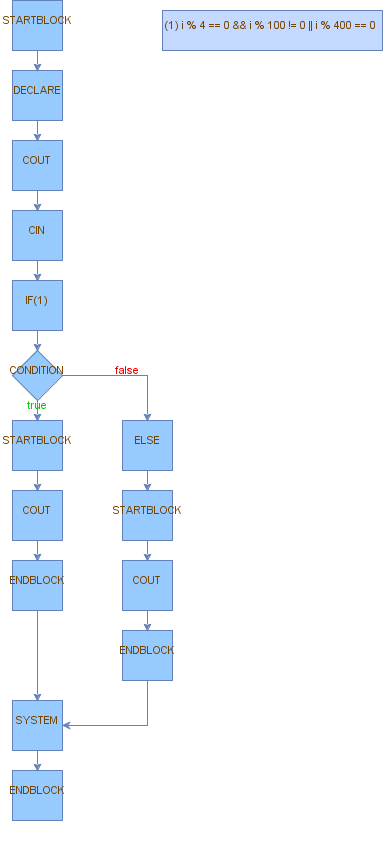 STARTBLOCK
(1) i % 4 == 0 && i % 100 != 0 || i % 400 == 0
DECLARE
COUT
CIN
IF(1)
CONDITION
false
true
STARTBLOCK
ELSE
COUT
STARTBLOCK
ENDBLOCK
COUT
ENDBLOCK
SYSTEM
ENDBLOCK